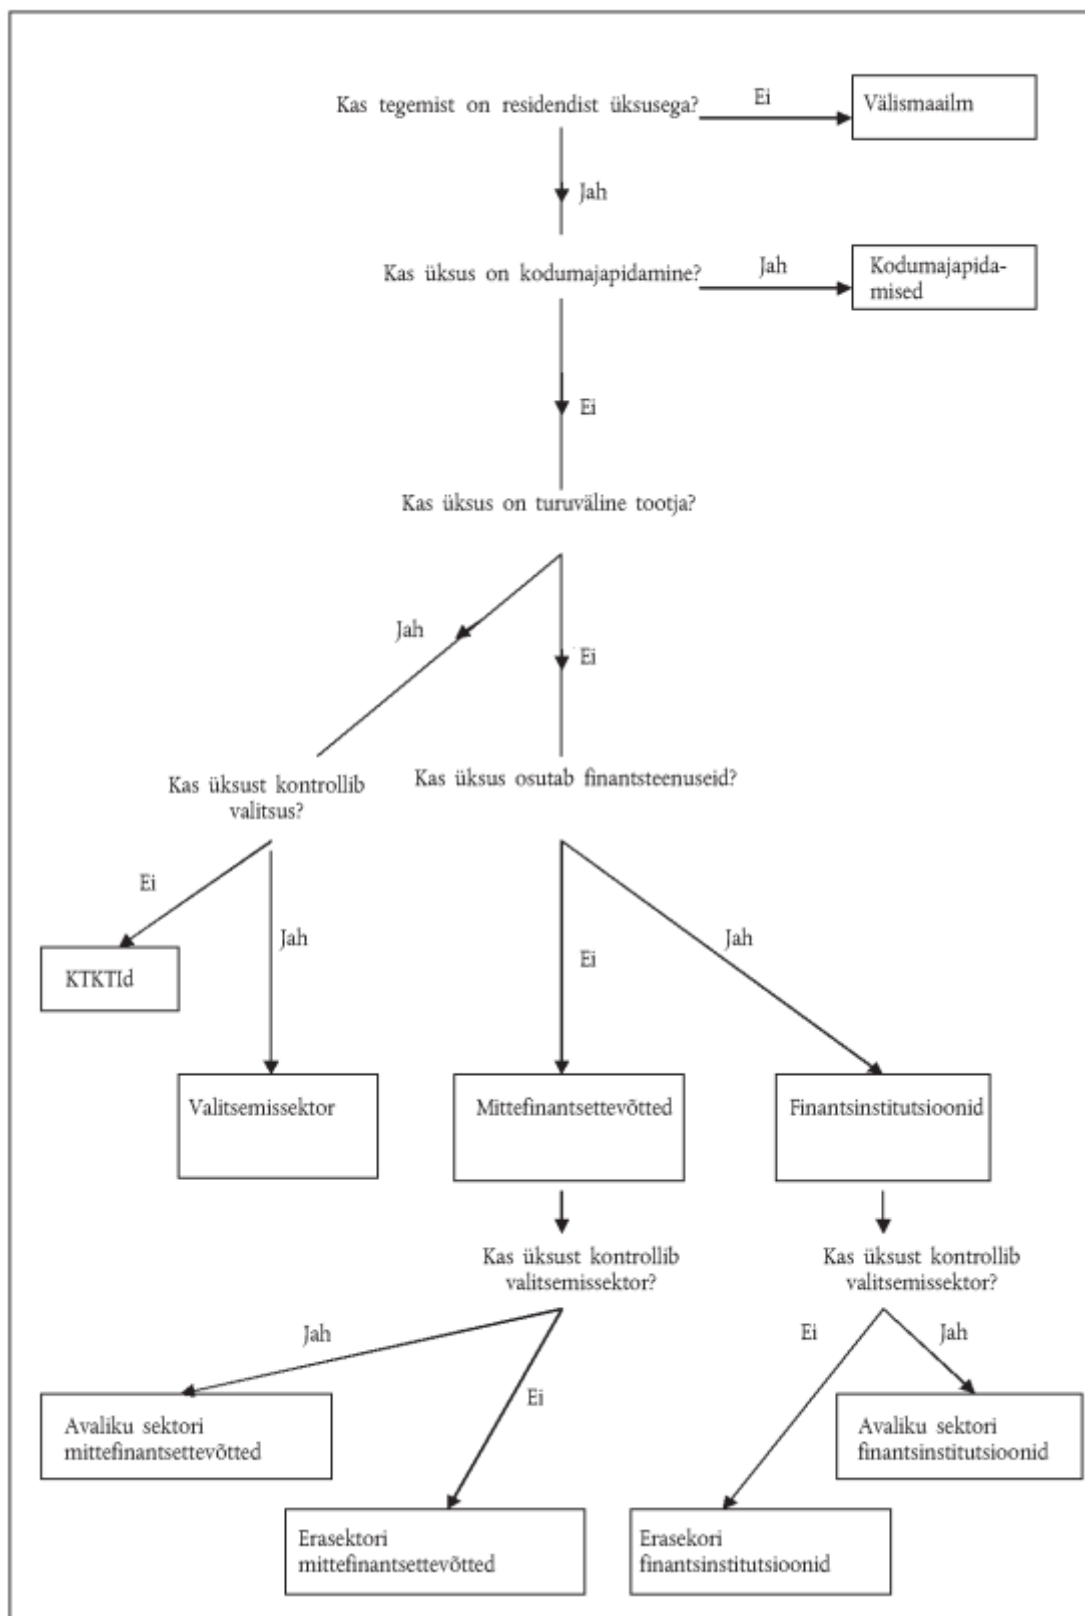 Kas tegemist on residendist üksusega?
Ei
Välismaailm
Jah
Kas üksus on kodumajapidamine?
Jah
Kodumajapida-
mised
Ei
Kas üksus on turuväline tootja?
Jah
Ei
Kas üksust kontrollib
valitsus?
Kas üksus osutab finantsteenuseid?
Ei
Jah
Ei
Jah
KTKTId
Valitsemissektor
Mittefinantsettevõtted
Finantsinstitutsioonid
Kas üksust kontrollib
valitsemissektor?
Kas üksust kontrollib
valitsemissektor?
Jah
Ei
Ei
Jah
Avaliku sektori
mittefinantsettevõtted
Avaliku sektori
finantsinstitutsioonid
Erasektori
mittefinantsettevõtted
Erasekori
finantsinstitutsioonid